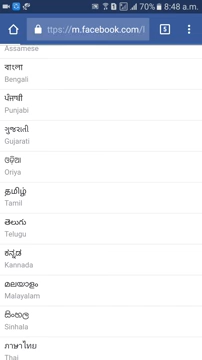 70% 8:48 a.m.
ttps://m.facebook.com/l
5
Assamese
বাংলা
Bengali
ਪੰਜਾਬੀ
Punjabi
ગુજરાતી
Gujarati
ଓଡ଼ିଆ
Oriya
தமிழ்
Tamil
తెలుగు
Telugu
ಕನ್ನಡ
Kannada
മലയാളം
Malayalam
සිංහල
Sinhala
ภาษาไทย
Thai